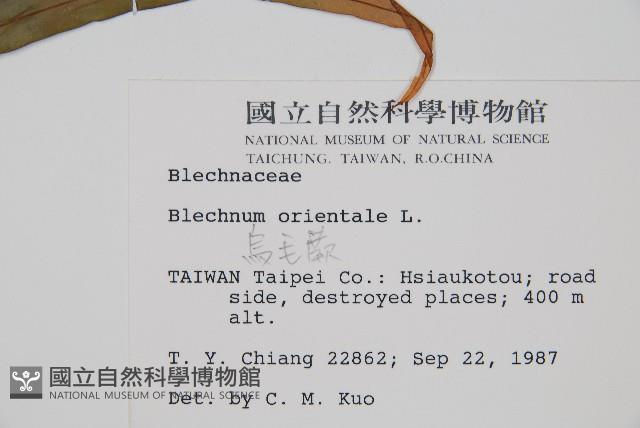 國立自然科學博物館
NATIONAL MUSEUM OF NATURAL SCIENCE
TAICHUNG. TAIWAN, R.O.CHINA
Blechnaceae
Blechnum orientale L.
烏毛蕨
TAIWAN Taipei Co.: Hsiaukotou; road
side, destroyed places; 400 m
alt.
T. Y. Chiang 22862; Sep 22, 1987
Det. by C. M. Kuo
國立自然科學博物館
NATIONAL MUSEUM OF NATURAL SCIENCE